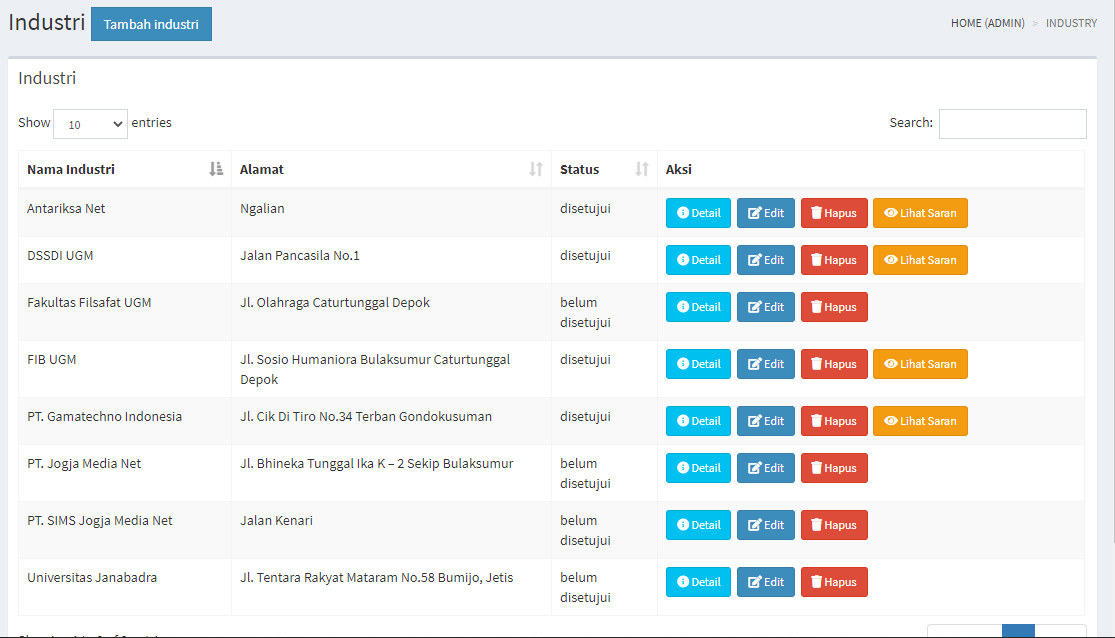 Industri Tambah industri HOME (ADMIN) > INDUSTRY
Industri
Show 10 entries Search:
Nama Industri Alamat Status Aksi
Antariksa Net Ngalian disetujui Detail Edit Hapus Lihat Saran
DSSDI UGM Jalan Pancasila No.1 disetujui Detail Edit Hapus Lihat Saran
Fakultas Filsafat UGM Jl. Olahraga Caturtunggal Depok belum disetujui Detail Edit Hapus
FIB UGM Jl. Sosio Humaniora Bulaksumur Caturtunggal Depok disetujui Detail Edit Hapus Lihat Saran
PT. Gamatechno Indonesia Jl. Cik Di Tiro No.34 Terban Gondokusuman disetujui Detail Edit Hapus Lihat Saran
PT. Jogja Media Net Jl. Bhineka Tunggal Ika K – 2 Sekip Bulaksumur belum disetujui Detail Edit Hapus
PT. SIMS Jogja Media Net Jalan Kenari belum disetujui Detail Edit Hapus
Universitas Janabadra Jl. Tentara Rakyat Mataram No.58 Bumijo, Jetis belum disetujui Detail Edit Hapus